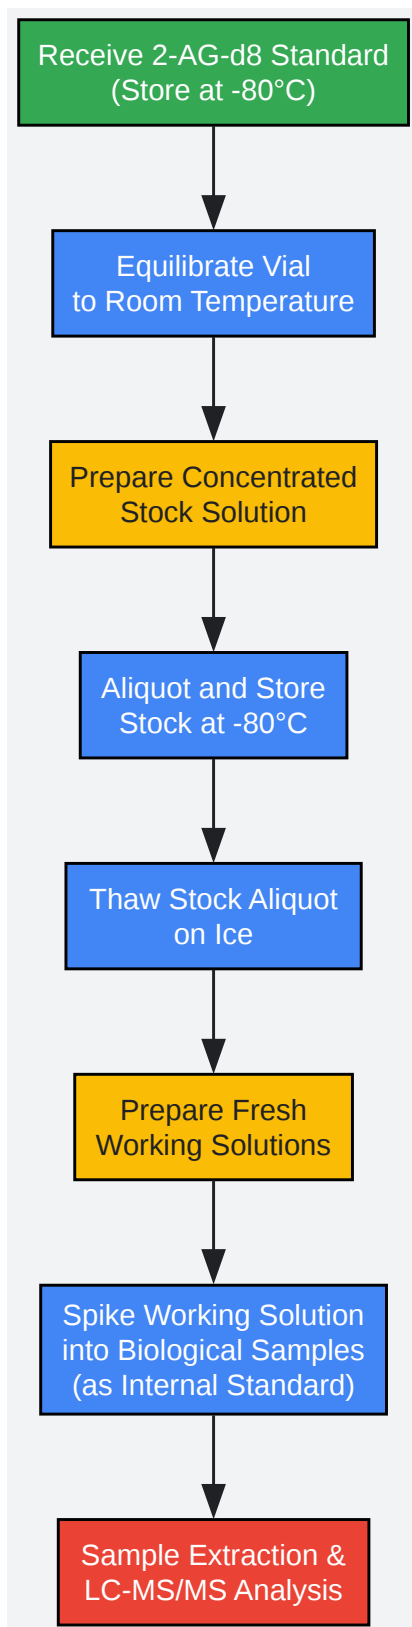 Receive 2-AG-d8 Standard
(Store at -80°C)
Equilibrate Vial
to Room Temperature
Prepare Concentrated
Stock Solution
Aliquot and Store
Stock at -80°C
Thaw Stock Aliquot
on Ice
Prepare Fresh
Working Solutions
Spike Working Solution
into Biological Samples
(as Internal Standard)
Sample Extraction &
LC-MS/MS Analysis